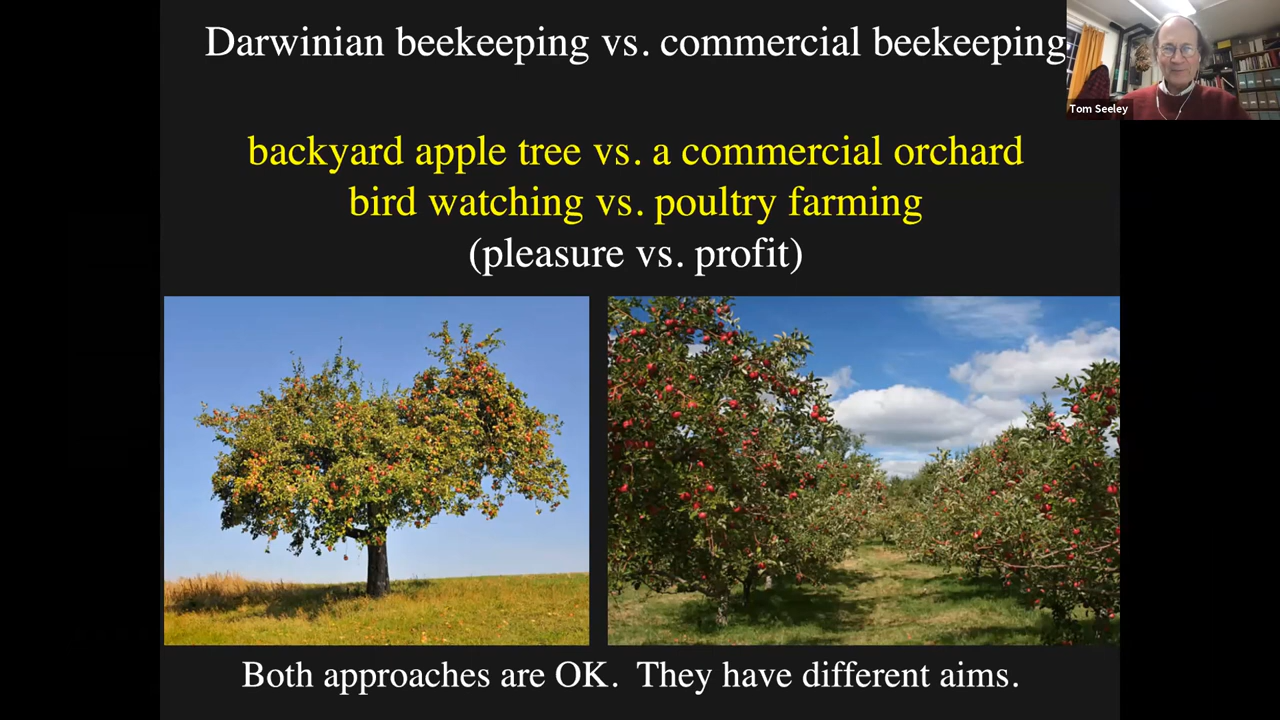 Darwinian beekeeping vs. commercial beekeeping
Tom Seeley
backyard apple tree vs. a commercial orchard
bird watching vs. poultry farming
(pleasure vs. profit)
Both approaches are OK.  They have different aims.